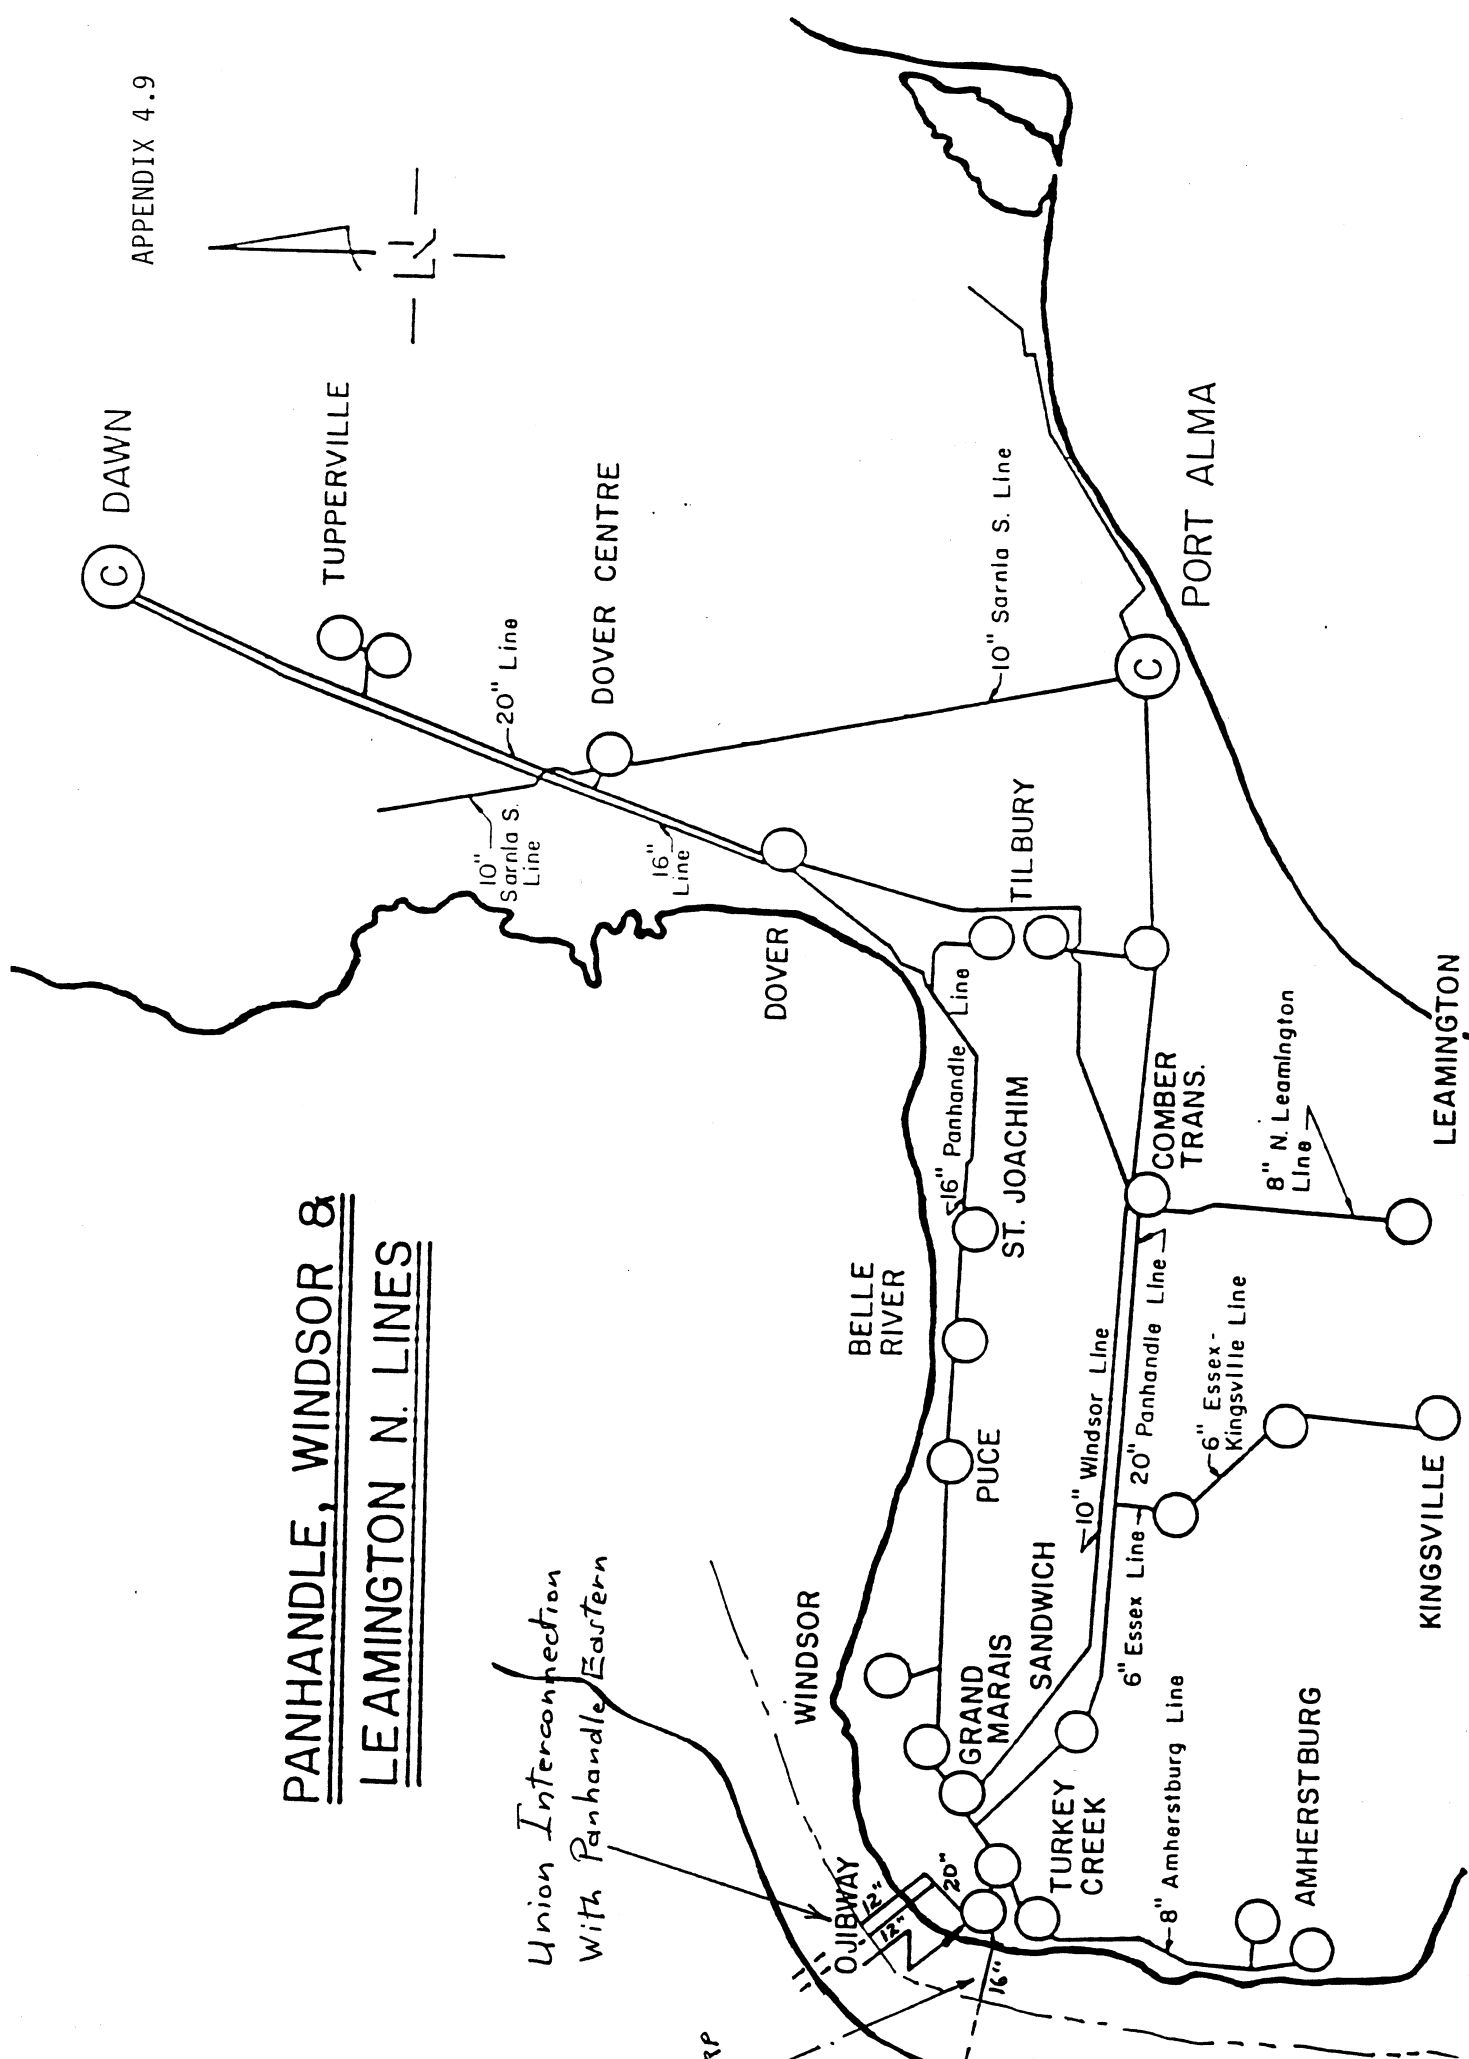 APPENDIX 4.9
PANHANDLE, WINDSOR &
LEAMINGTON N. LINES
C
DAWN
TUPPERVILLE
20" Line
DOVER CENTRE
10"
Sarnia S.
Line
16"
Line
10" Sarnia S. Line
DOVER
TILBURY
C
PORT ALMA
16" Panhandle Line
ST. JOACHIM
BELLE
RIVER
PUCE
COMBER
TRANS.
8" N. Leamington
Line
LEAMINGTON
10" Windsor Line
20" Panhandle Line
6" Essex-
Kingsville Line
6" Essex Line
KINGSVILLE
WINDSOR
SANDWICH
GRAND
MARAIS
TURKEY
CREEK
8" Amherstburg Line
AMHERSTBURG
Union Interconnection
With Panhandle Eastern
OJIBWAY
12"
12"
20"
16"
RP